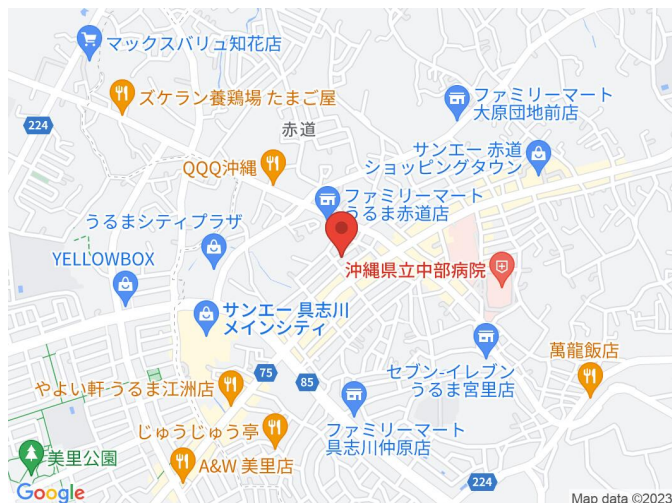 マックスバリュ知花店
ズケラン養鶏場 たまご屋
224
赤道
ファミリーマート
大原団地前店
サンエー 赤道
ショッピングタウン
QQQ沖縄
ファミリーマート
うるま赤道店
うるまシティプラザ
YELLOWBOX
沖縄県立中部病院
サンエー 具志川
メインシティ
75
85
セブン-イレブン
うるま宮里店
萬龍飯店
やよい軒 うるま江洲店
じゅうじゅう亭
ファミリーマート
具志川仲原店
美里公園
A&W 美里店
224
Google
Map data ©2023